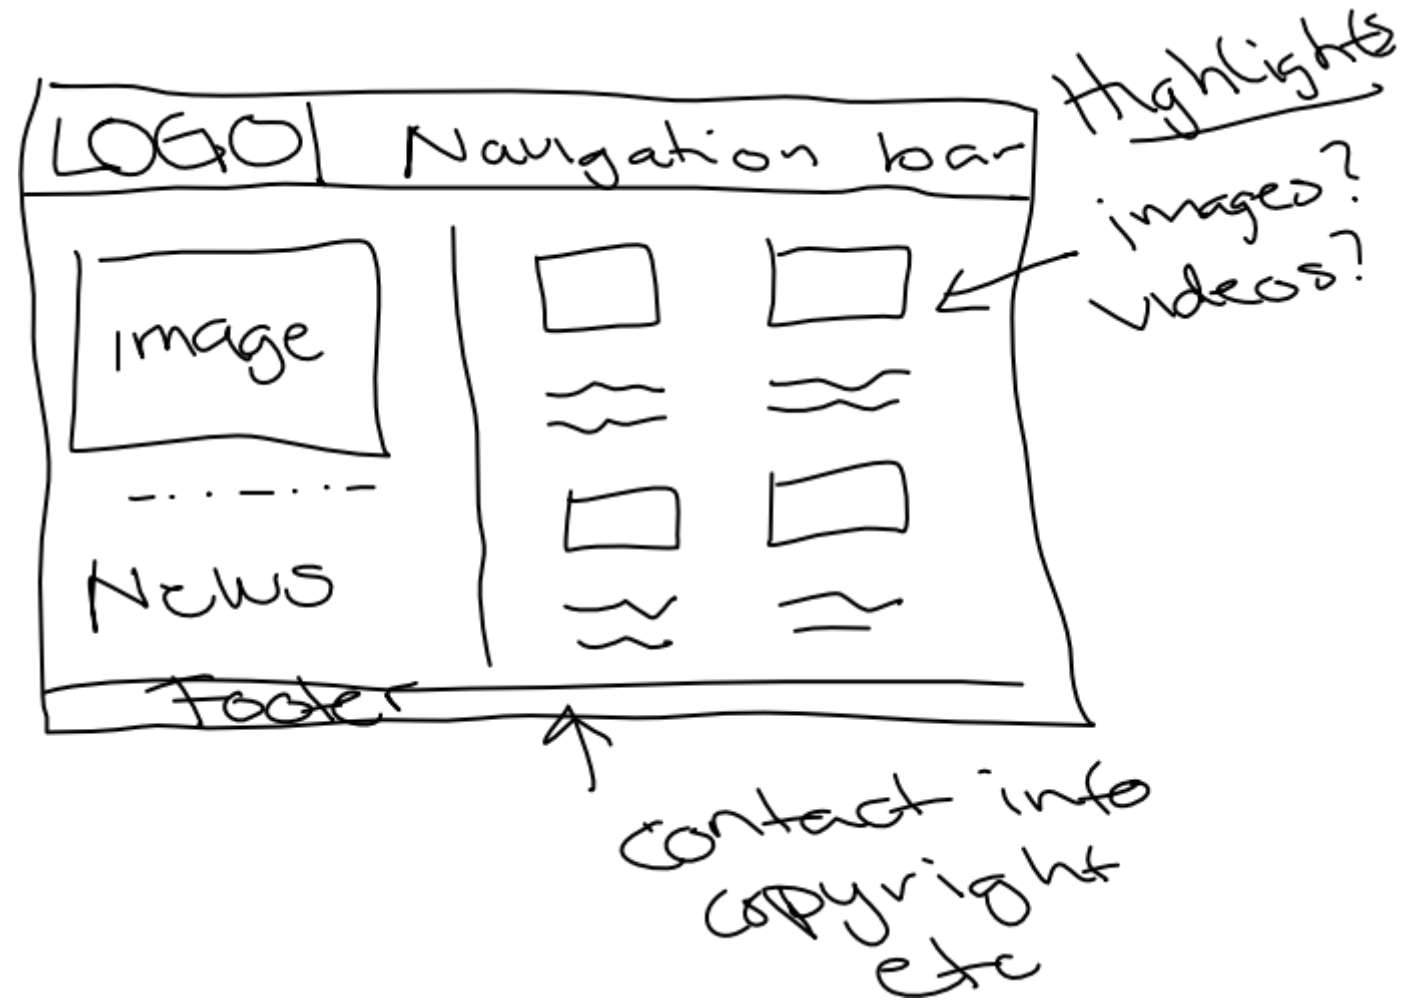 LOGO
Navigation bar
Highlights
images?
videos?
image
News
Footer
contact info
copyright
etc